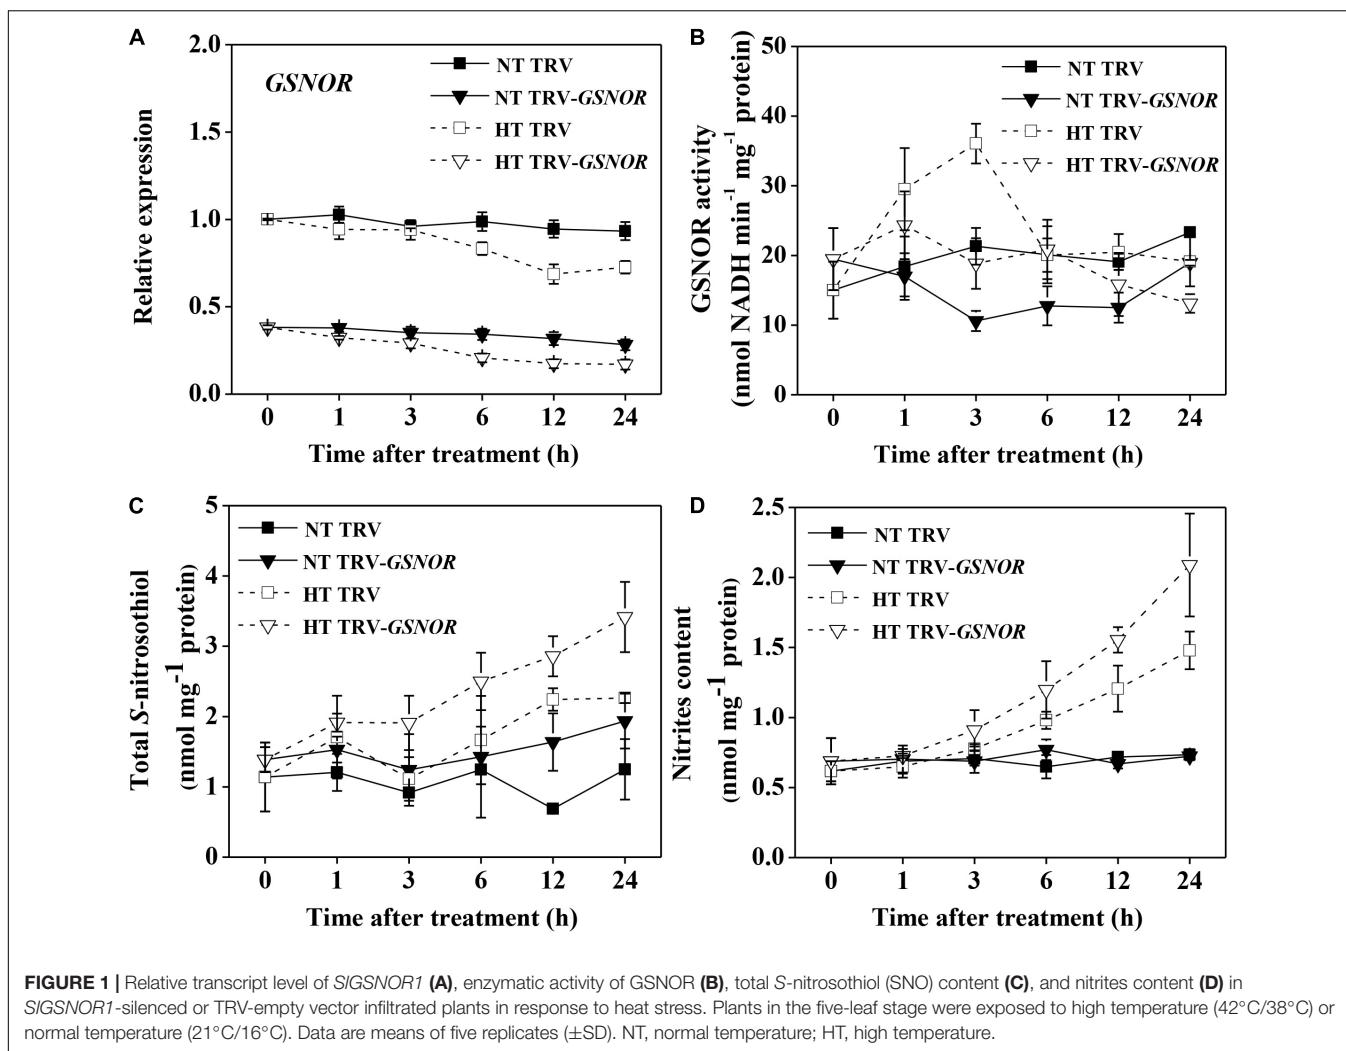 A
2.0
1.5
1.0
0.5
0.0
Relative expression
GSNOR
NT TRV
NT TRV-GSNOR
HT TRV
HT TRV-GSNOR
0 1 3 6 12 24
Time after treatment (h)
B
50
40
30
20
10
0
GSNOR activity
(nmol NADH min-1 mg-1 protein)
NT TRV
NT TRV-GSNOR
HT TRV
HT TRV-GSNOR
0 1 3 6 12 24
Time after treatment (h)
C
5
4
3
2
1
0
Total S-nitrosothiol
(nmol mg-1 protein)
NT TRV
NT TRV-GSNOR
HT TRV
HT TRV-GSNOR
0 1 3 6 12 24
Time after treatment (h)
D
2.5
2.0
1.5
1.0
0.5
0.0
Nitrites content
(nmol mg-1 protein)
NT TRV
NT TRV-GSNOR
HT TRV
HT TRV-GSNOR
0 1 3 6 12 24
Time after treatment (h)
FIGURE 1 | Relative transcript level of SlGSNOR1 (A), enzymatic activity of GSNOR (B), total S-nitrosothiol (SNO) content (C), and nitrites content (D) in
SlGSNOR1-silenced or TRV-empty vector infiltrated plants in response to heat stress. Plants in the five-leaf stage were exposed to high temperature (42°C/38°C) or
normal temperature (21°C/16°C). Data are means of five replicates (±SD). NT, normal temperature; HT, high temperature.